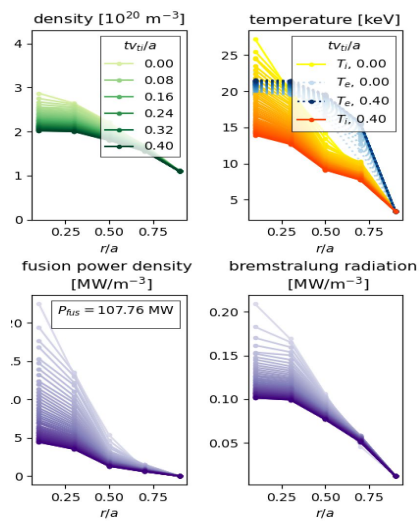 density [10^20 m^−3]
4
3
2
1
0
tv_ti/a
0.00
0.08
0.16
0.24
0.32
0.40
0.25 0.50 0.75
r/a
temperature [keV]
25
20
15
10
5
tv_ti/a
T_i, 0.00
T_e, 0.00
T_e, 0.40
T_i, 0.40
0.25 0.50 0.75
r/a
fusion power density
[MW/m^−3]
P_fus = 107.76 MW
5
0
0.25 0.50 0.75
r/a
bremstralung radiation
[MW/m^−3]
0.20
0.15
0.10
0.05
0.25 0.50 0.75
r/a